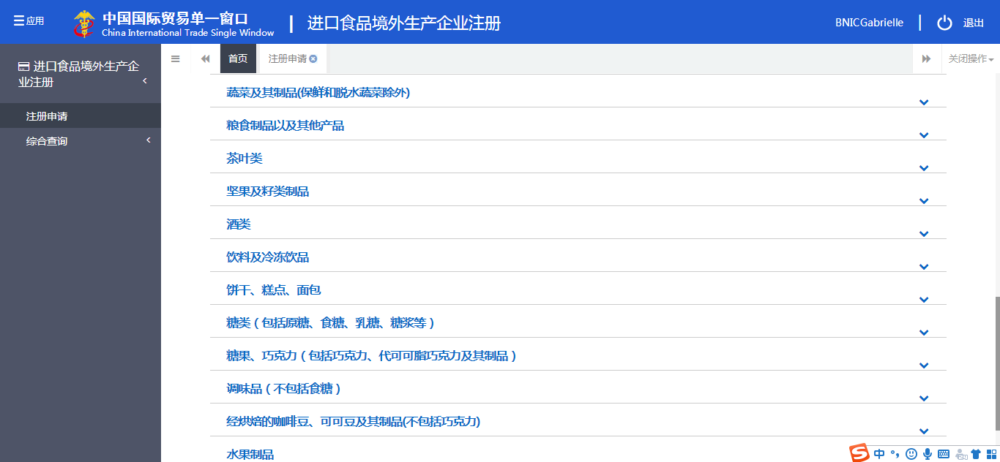 应用
中国国际贸易单一窗口
China International Trade Single Window
进口食品境外生产企业注册
BNICGabrielle
退出
进口食品境外生产企
业注册
注册申请
综合查询
首页
注册申请
关闭操作
蔬菜及其制品(保鲜和脱水蔬菜除外)
粮食制品以及其他产品
茶叶类
坚果及籽类制品
酒类
饮料及冷冻饮品
饼干、糕点、面包
糖类（包括原糖、食糖、乳糖、糖浆等）
糖果、巧克力（包括巧克力、代可可脂巧克力及其制品）
调味品（不包括食糖）
经烘焙的咖啡豆、可可豆及其制品(不包括巧克力)
水果制品
S 中